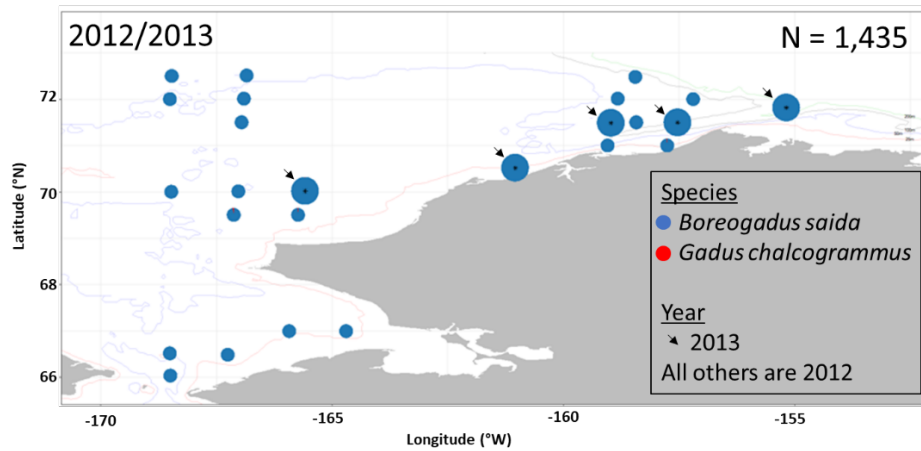 2012/2013
N = 1,435
72
70
68
66
Latitude (°N)
-170
-165
-160
-155
Longitude (°W)
Species
Boreogadus saida
Gadus chalcogrammus
Year
2013
All others are 2012